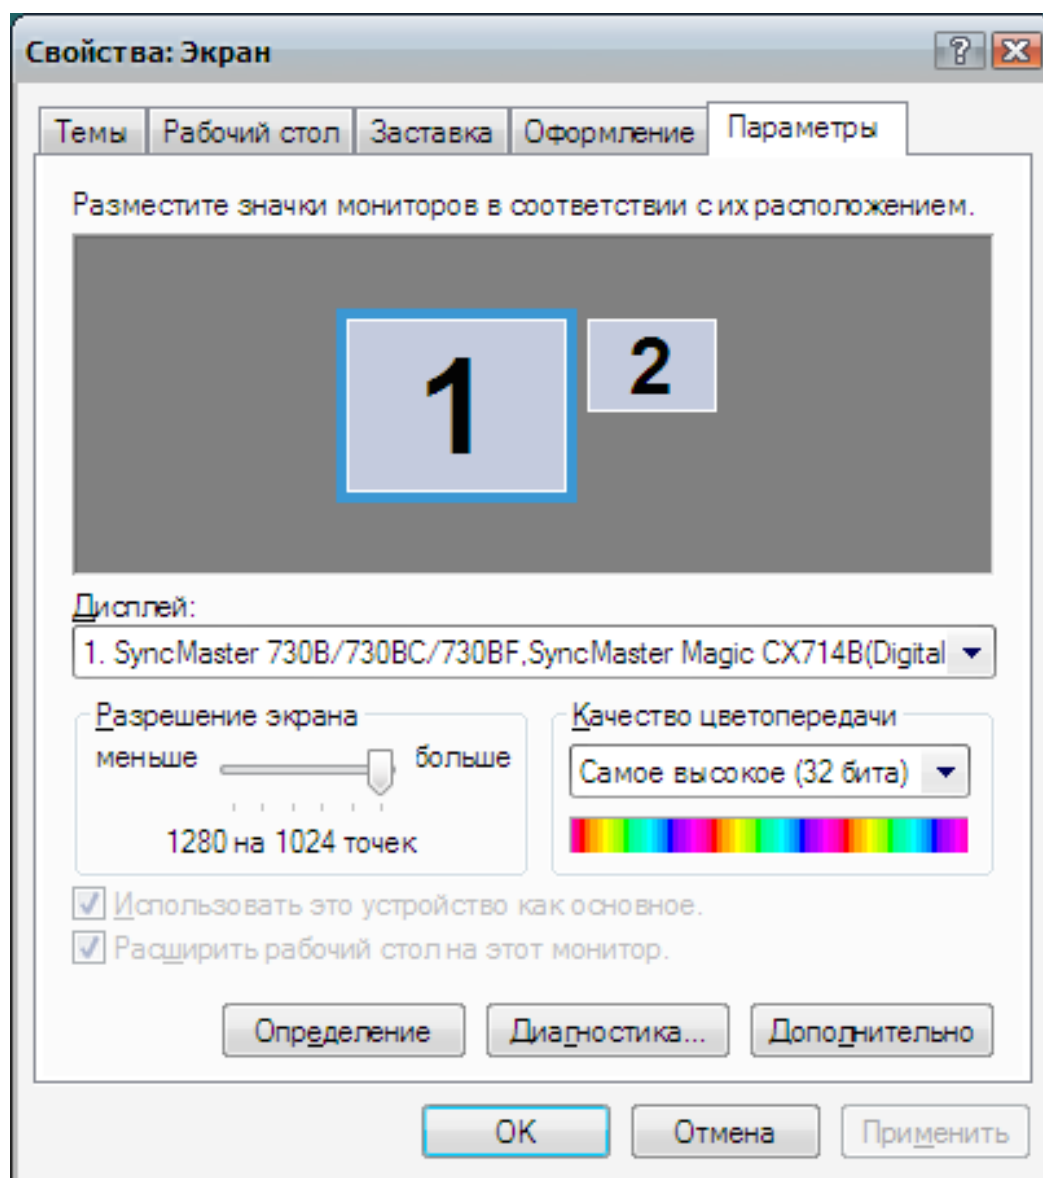 Свойства: Экран
Темы Рабочий стол Заставка Оформление Параметры
Разместите значки мониторов в соответствии с их расположением.
1 2
Дисплей:
1. SyncMaster 730B/730BC/730BF,SyncMaster Magic CX714B(Digital
Разрешение экрана
меньше больше
1280 на 1024 точек
Качество цветопередачи
Самое высокое (32 бита)
Использовать это устройство как основное.
Расширить рабочий стол на этот монитор.
Определение Диагностика... Дополнительно
ОК Отмена Применить